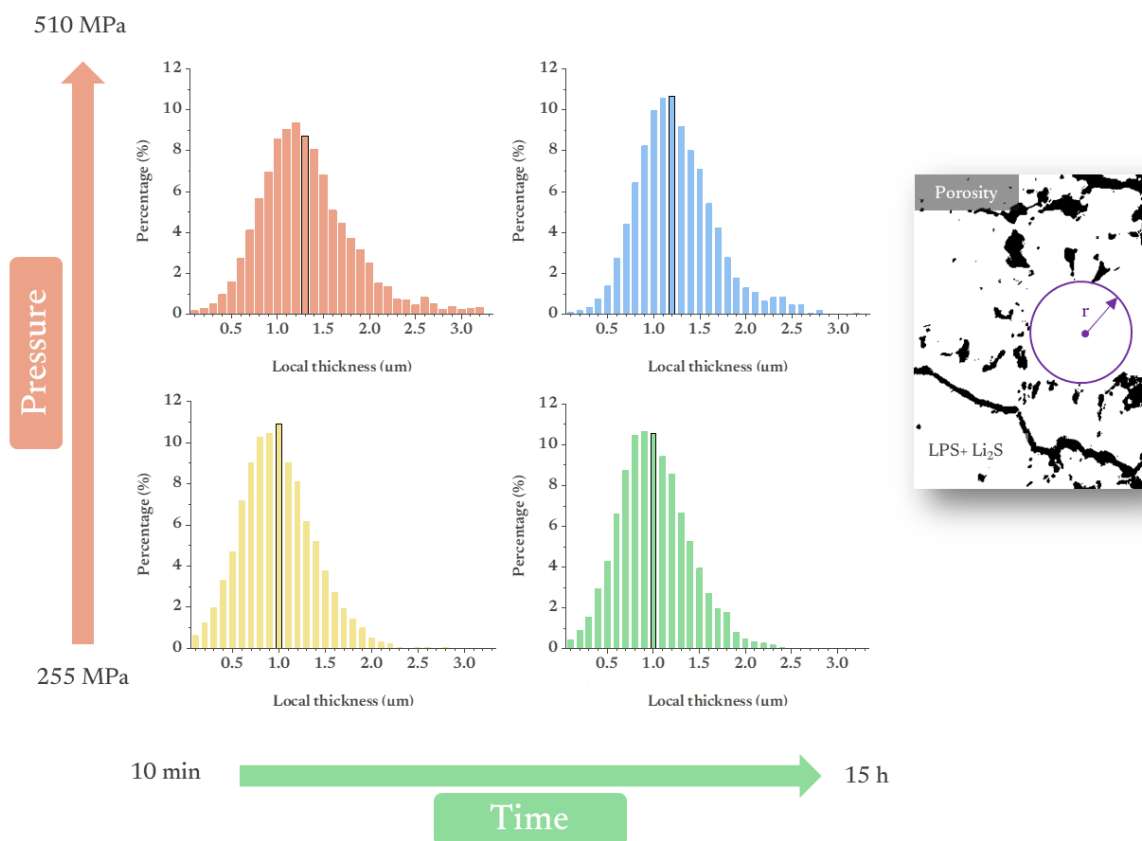 510 MPa
Pressure
255 MPa
12
10
8
6
4
2
0
Percentage (%)
0.5 1.0 1.5 2.0 2.5 3.0
Local thickness (um)
12
10
8
6
4
2
0
Percentage (%)
0.5 1.0 1.5 2.0 2.5 3.0
Local thickness (um)
Porosity
r
LPS+ Li₂S
12
10
8
6
4
2
0
Percentage (%)
0.5 1.0 1.5 2.0 2.5 3.0
Local thickness (um)
12
10
8
6
4
2
0
Percentage (%)
0.5 1.0 1.5 2.0 2.5 3.0
Local thickness (um)
10 min
15 h
Time